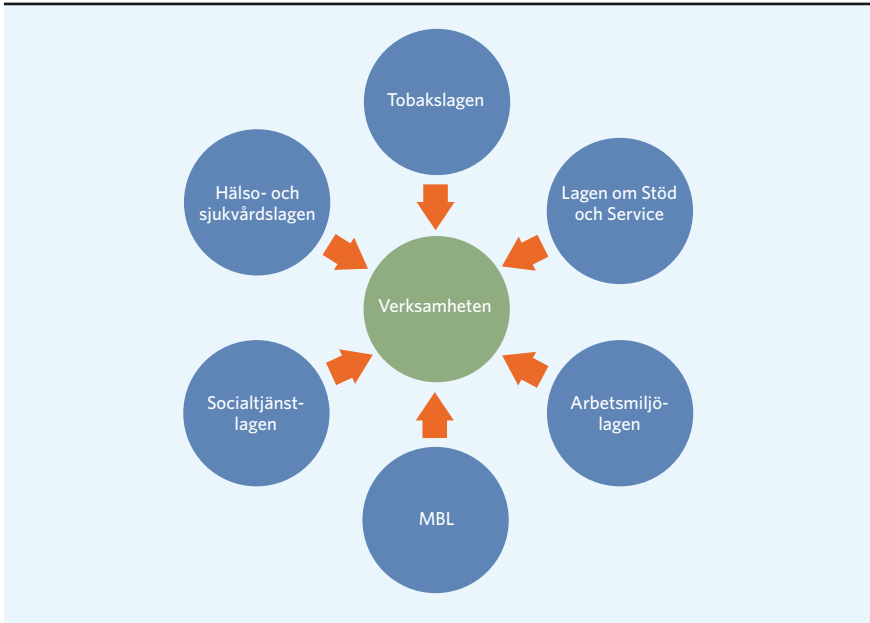 Tobakslagen
Hälso- och
sjukvårdslagen
Lagen om Stöd
och Service
Verksamheten
Socialtjänst-
lagen
Arbetsmiljö-
lagen
MBL